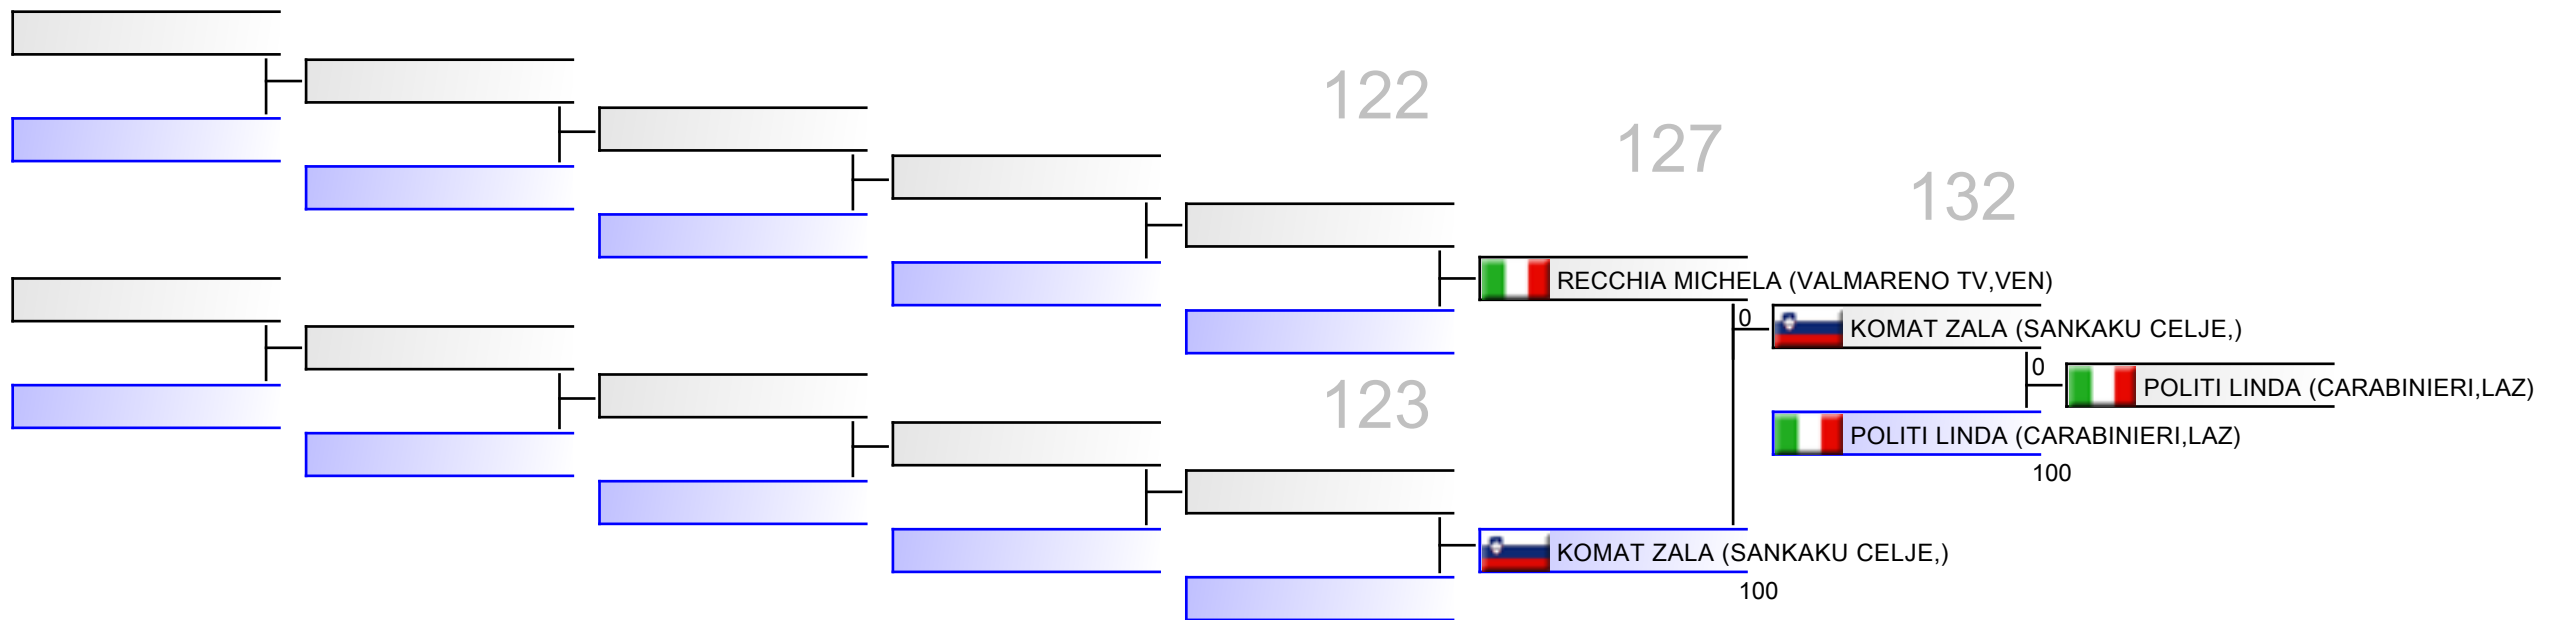 122
127
132
RECCHIA MICHELA (VALMARENO TV,VEN)
0
KOMAT ZALA (SANKAKU CELJE,)
0
POLITI LINDA (CARABINIERI,LAZ)
123
POLITI LINDA (CARABINIERI,LAZ)
100
KOMAT ZALA (SANKAKU CELJE,)
100